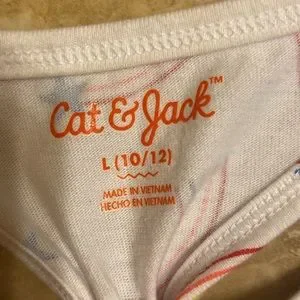 Cat & Jack™
L (10/12)
MADE IN VIETNAM
HECHO EN VIETNAM